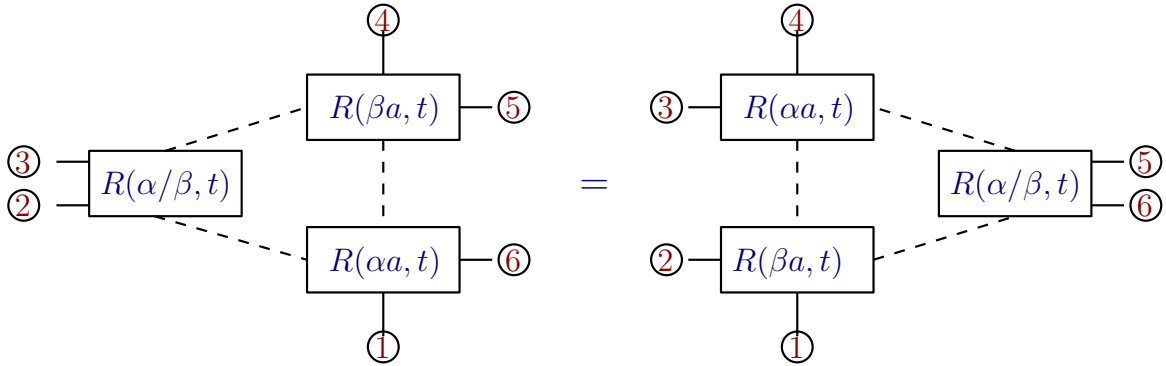 4 4
R(βa, t) 5 3 R(αa, t)
3 5
R(α/β, t) = R(α/β, t)
2 6
R(αa, t) 6 2 R(βa, t)
1 1